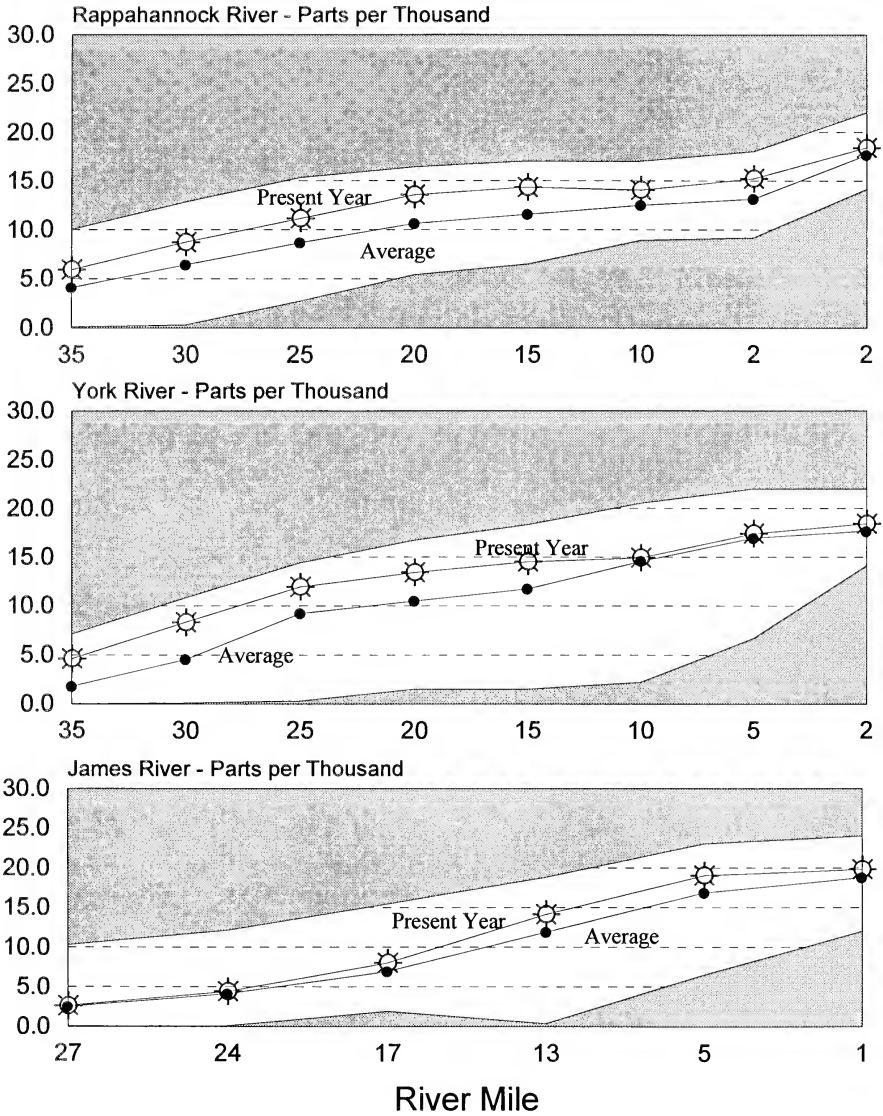 Rappahannock River - Parts per Thousand
30.0
25.0
20.0
15.0
10.0
5.0
0.0
Present Year
Average
35 30 25 20 15 10 2 2
York River - Parts per Thousand
30.0
25.0
20.0
15.0
10.0
5.0
0.0
Present Year
Average
35 30 25 20 15 10 5 2
James River - Parts per Thousand
30.0
25.0
20.0
15.0
10.0
5.0
0.0
Present Year
Average
27 24 17 13 5 1
River Mile